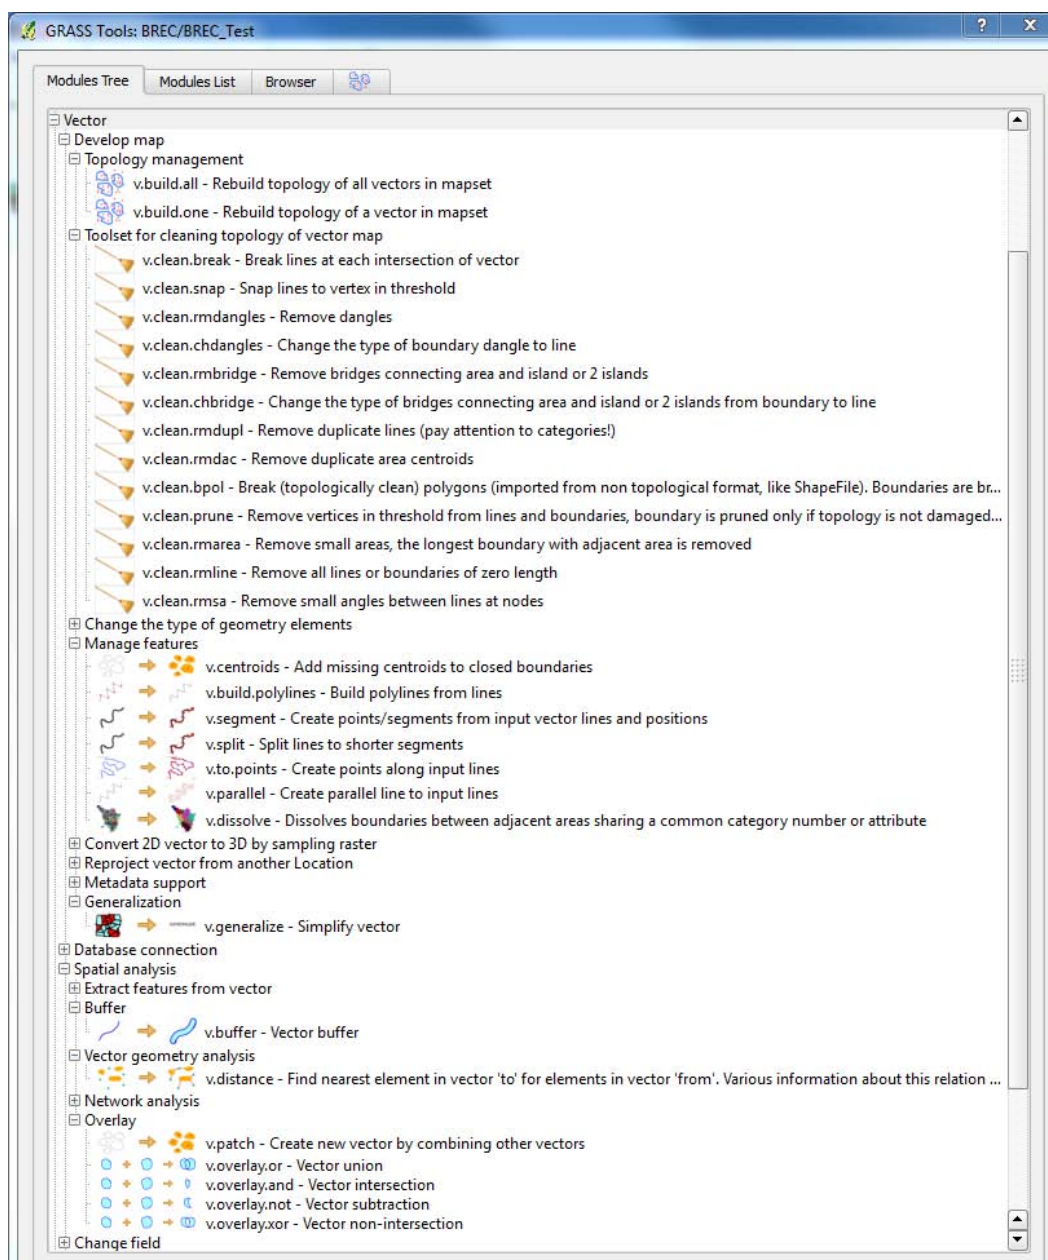 GRASS Tools: BREC/BREC_Test
Modules Tree Modules List Browser
Vector
Develop map
Topology management
v.build.all - Rebuild topology of all vectors in mapset
v.build.one - Rebuild topology of a vector in mapset
Toolset for cleaning topology of vector map
v.clean.break - Break lines at each intersection of vector
v.clean.snap - Snap lines to vertex in threshold
v.clean.rmdangles - Remove dangles
v.clean.chdangles - Change the type of boundary dangle to line
v.clean.rmbridge - Remove bridges connecting area and island or 2 islands
v.clean.chbridge - Change the type of bridges connecting area and island or 2 islands from boundary to line
v.clean.rmdupl - Remove duplicate lines (pay attention to categories!)
v.clean.rmdac - Remove duplicate area centroids
v.clean.bpol - Break (topologically clean) polygons (imported from non topological format, like ShapeFile). Boundaries are br...
v.clean.prune - Remove vertices in threshold from lines and boundaries, boundary is pruned only if topology is not damaged...
v.clean.rmarea - Remove small areas, the longest boundary with adjacent area is removed
v.clean.rmline - Remove all lines or boundaries of zero length
v.clean.rmsa - Remove small angles between lines at nodes
Change the type of geometry elements
Manage features
v.centroids - Add missing centroids to closed boundaries
v.build.polylines - Build polylines from lines
v.segment - Create points/segments from input vector lines and positions
v.split - Split lines to shorter segments
v.to.points - Create points along input lines
v.parallel - Create parallel line to input lines
v.dissolve - Dissolves boundaries between adjacent areas sharing a common category number or attribute
Convert 2D vector to 3D by sampling raster
Reproject vector from another Location
Metadata support
Generalization
v.generalize - Simplify vector
Database connection
Spatial analysis
Extract features from vector
Buffer
v.buffer - Vector buffer
Vector geometry analysis
v.distance - Find nearest element in vector 'to' for elements in vector 'from'. Various information about this relation ...
Network analysis
Overlay
v.patch - Create new vector by combining other vectors
v.overlay.or - Vector union
v.overlay.and - Vector intersection
v.overlay.not - Vector subtraction
v.overlay.xor - Vector non-intersection
Change field